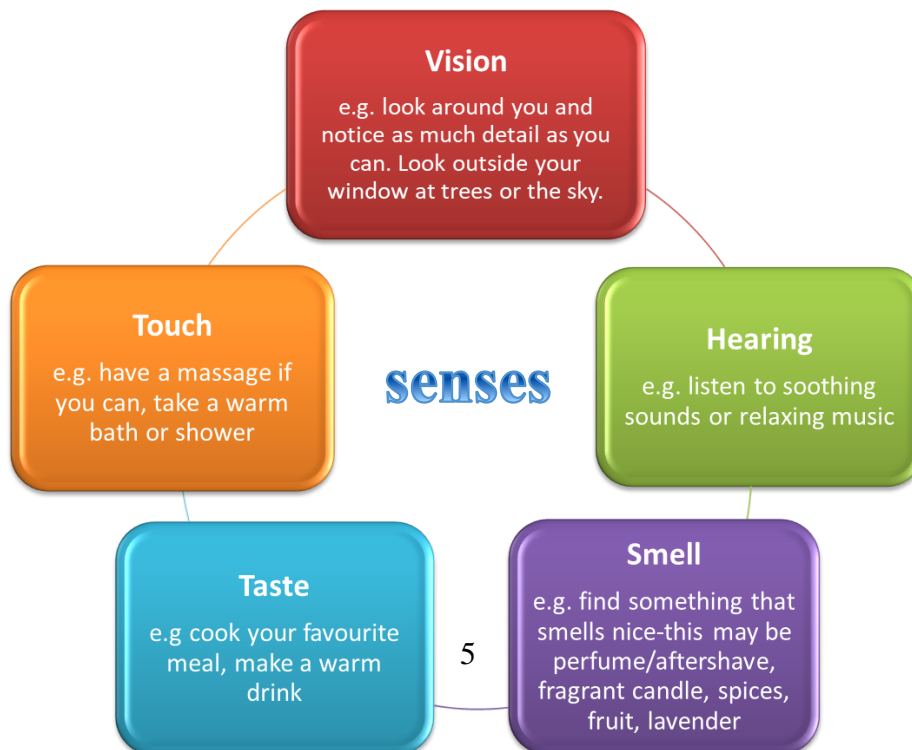 Vision
e.g. look around you and
notice as much detail as you
can. Look outside your
window at trees or the sky.
Touch
e.g. have a massage if
you can, take a warm
bath or shower
senses
Hearing
e.g. listen to soothing
sounds or relaxing music
Taste
e.g cook your favourite
meal, make a warm
drink
5
Smell
e.g. find something that
smells nice-this may be
perfume/aftershave,
fragrant candle, spices,
fruit, lavender